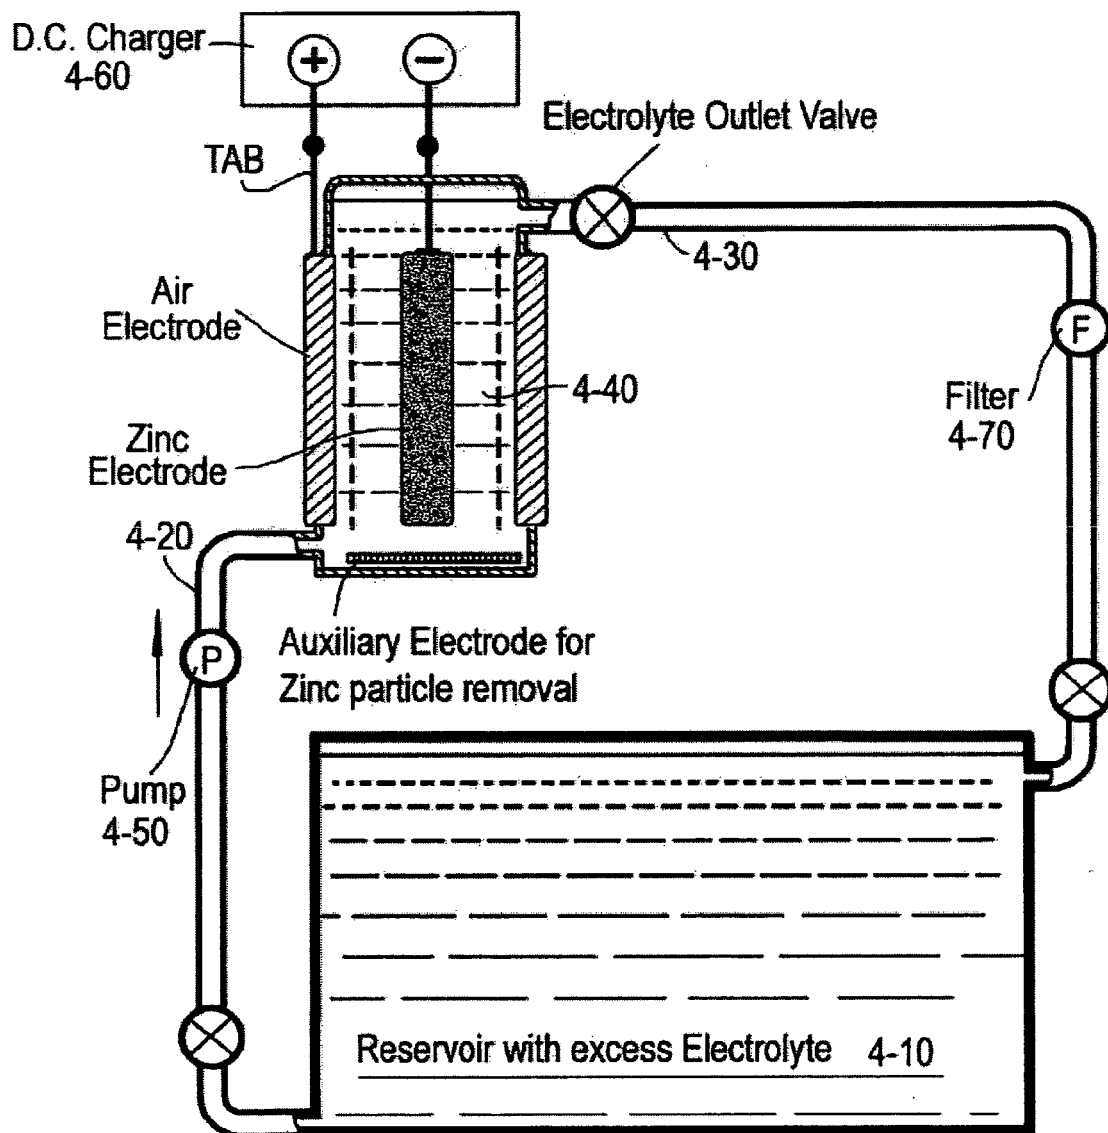 D.C. Charger
4-60
+
−
Electrolyte Outlet Valve
TAB
4-30
Air
Electrode
F
4-40
Filter
4-70
Zinc
Electrode
4-20
Auxiliary Electrode for
Zinc particle removal
P
Pump
4-50
Reservoir with excess Electrolyte 4-10